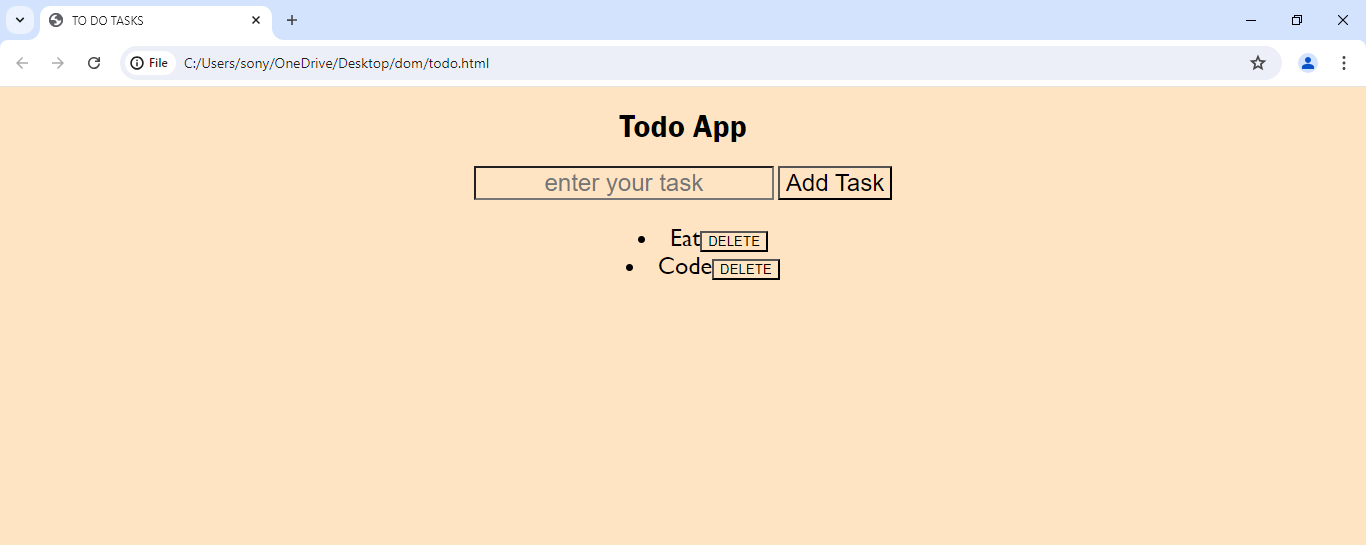 TO DO TASKS
File C:/Users/sony/OneDrive/Desktop/dom/todo.html
Todo App
enter your task Add Task
Eat DELETE
Code DELETE